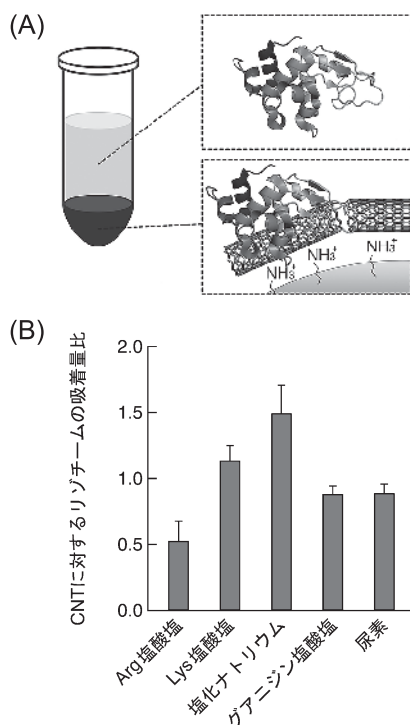 (A)
NH₃⁺
NH₃⁺
NH₃⁺
(B)
CNTに対するリゾチームの吸着量比
2.0
1.5
1.0
0.5
0.0
Arg塩酸塩
Lys塩酸塩
塩化ナトリウム
グアニジン塩酸塩
尿素